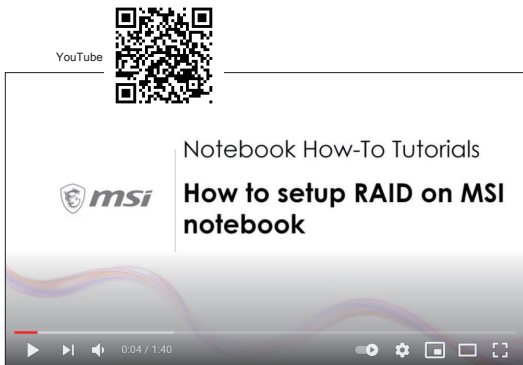 YouTube
Notebook How-To Tutorials
msi
How to setup RAID on MSI
notebook
0:04 / 1:40